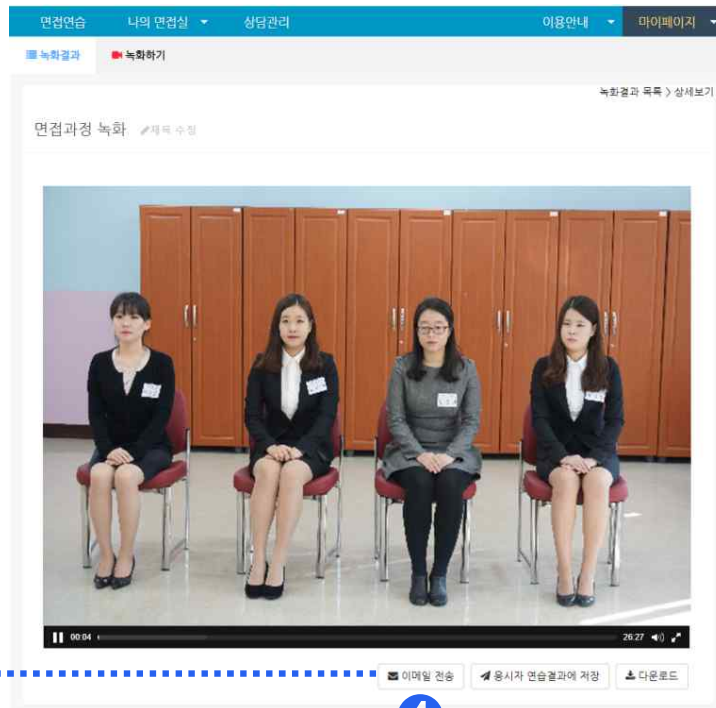 면접연습 나의 면접실 상담관리 이용안내 마이페이지
녹화결과 녹화하기
녹화결과 목록 > 상세보기
면접과정 녹화 제목 수정
00:04 26:27
이메일 전송 응시자 연습결과에 저장 다운로드